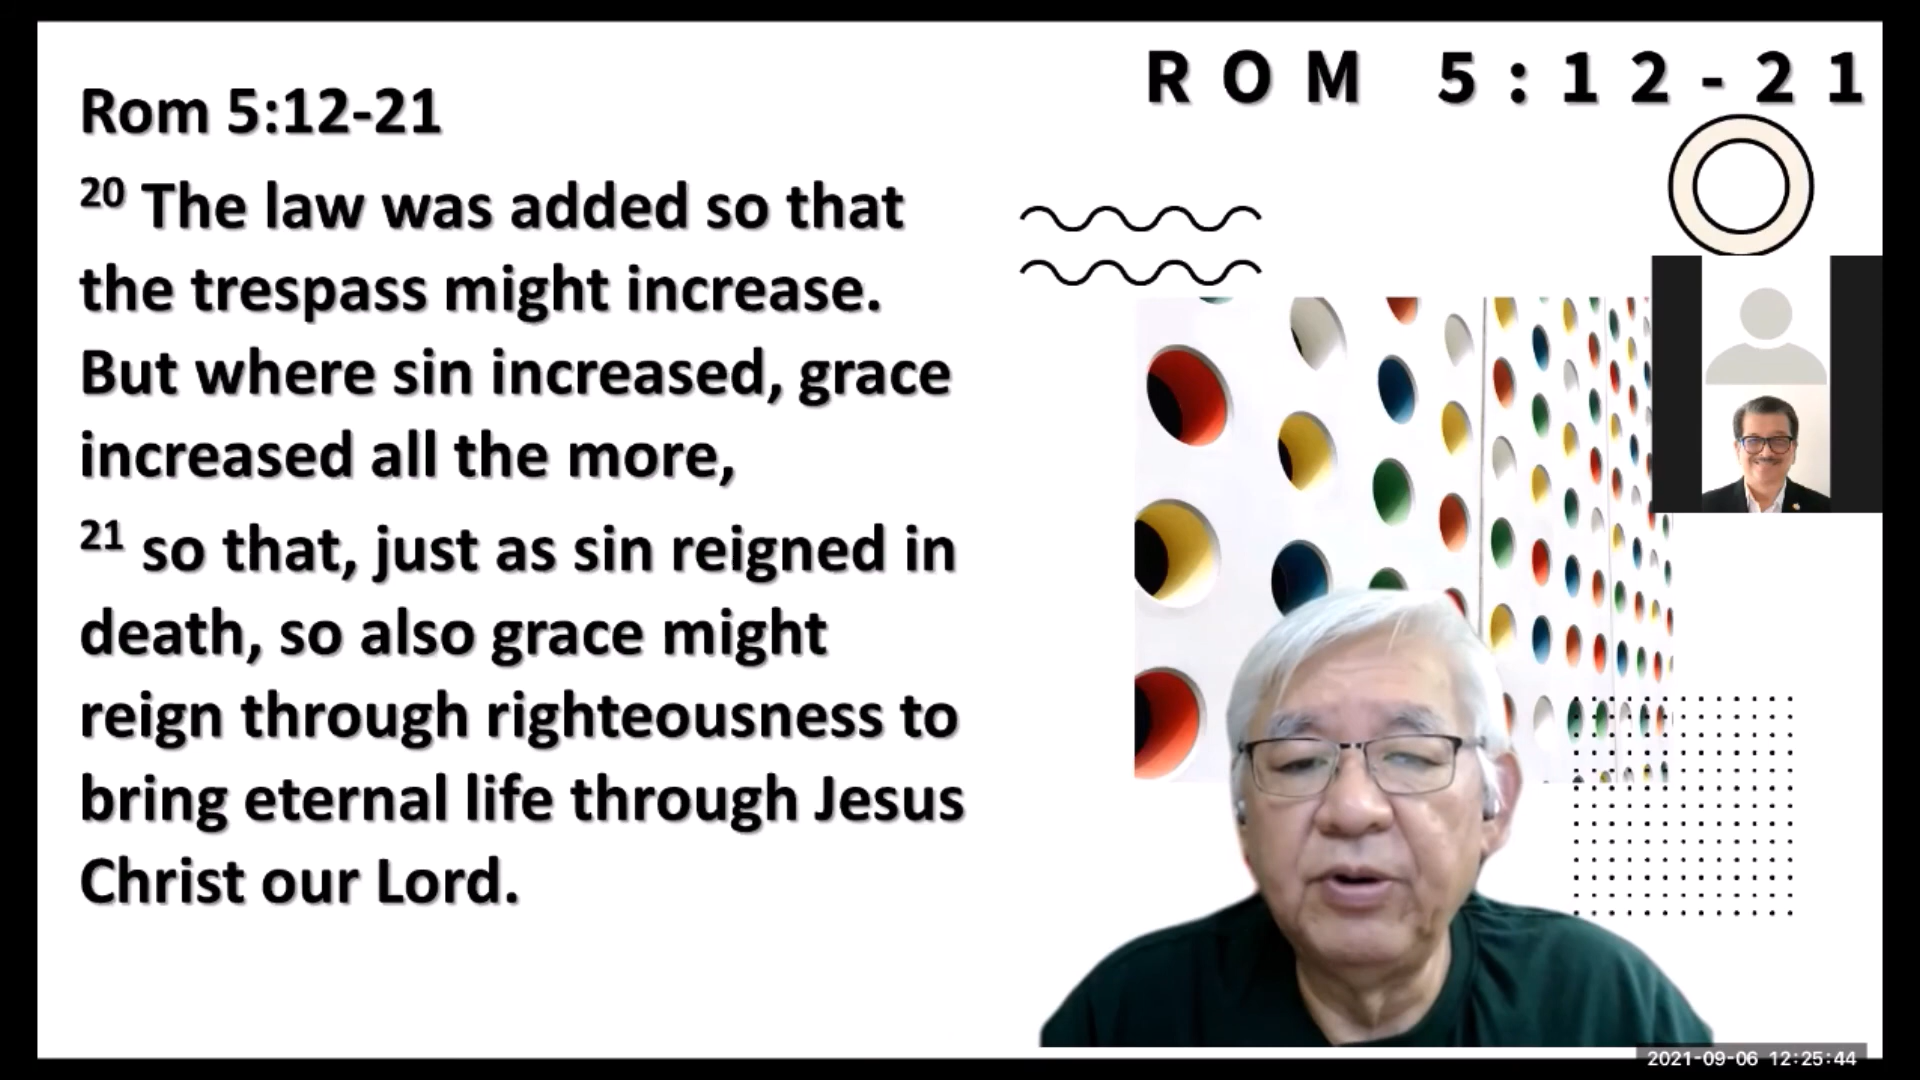 ROM 5:12-21
Rom 5:12-21
20 The law was added so that
the trespass might increase.
But where sin increased, grace
increased all the more,
21 so that, just as sin reigned in
death, so also grace might
reign through righteousness to
bring eternal life through Jesus
Christ our Lord.
2021-09-06 12:25:44